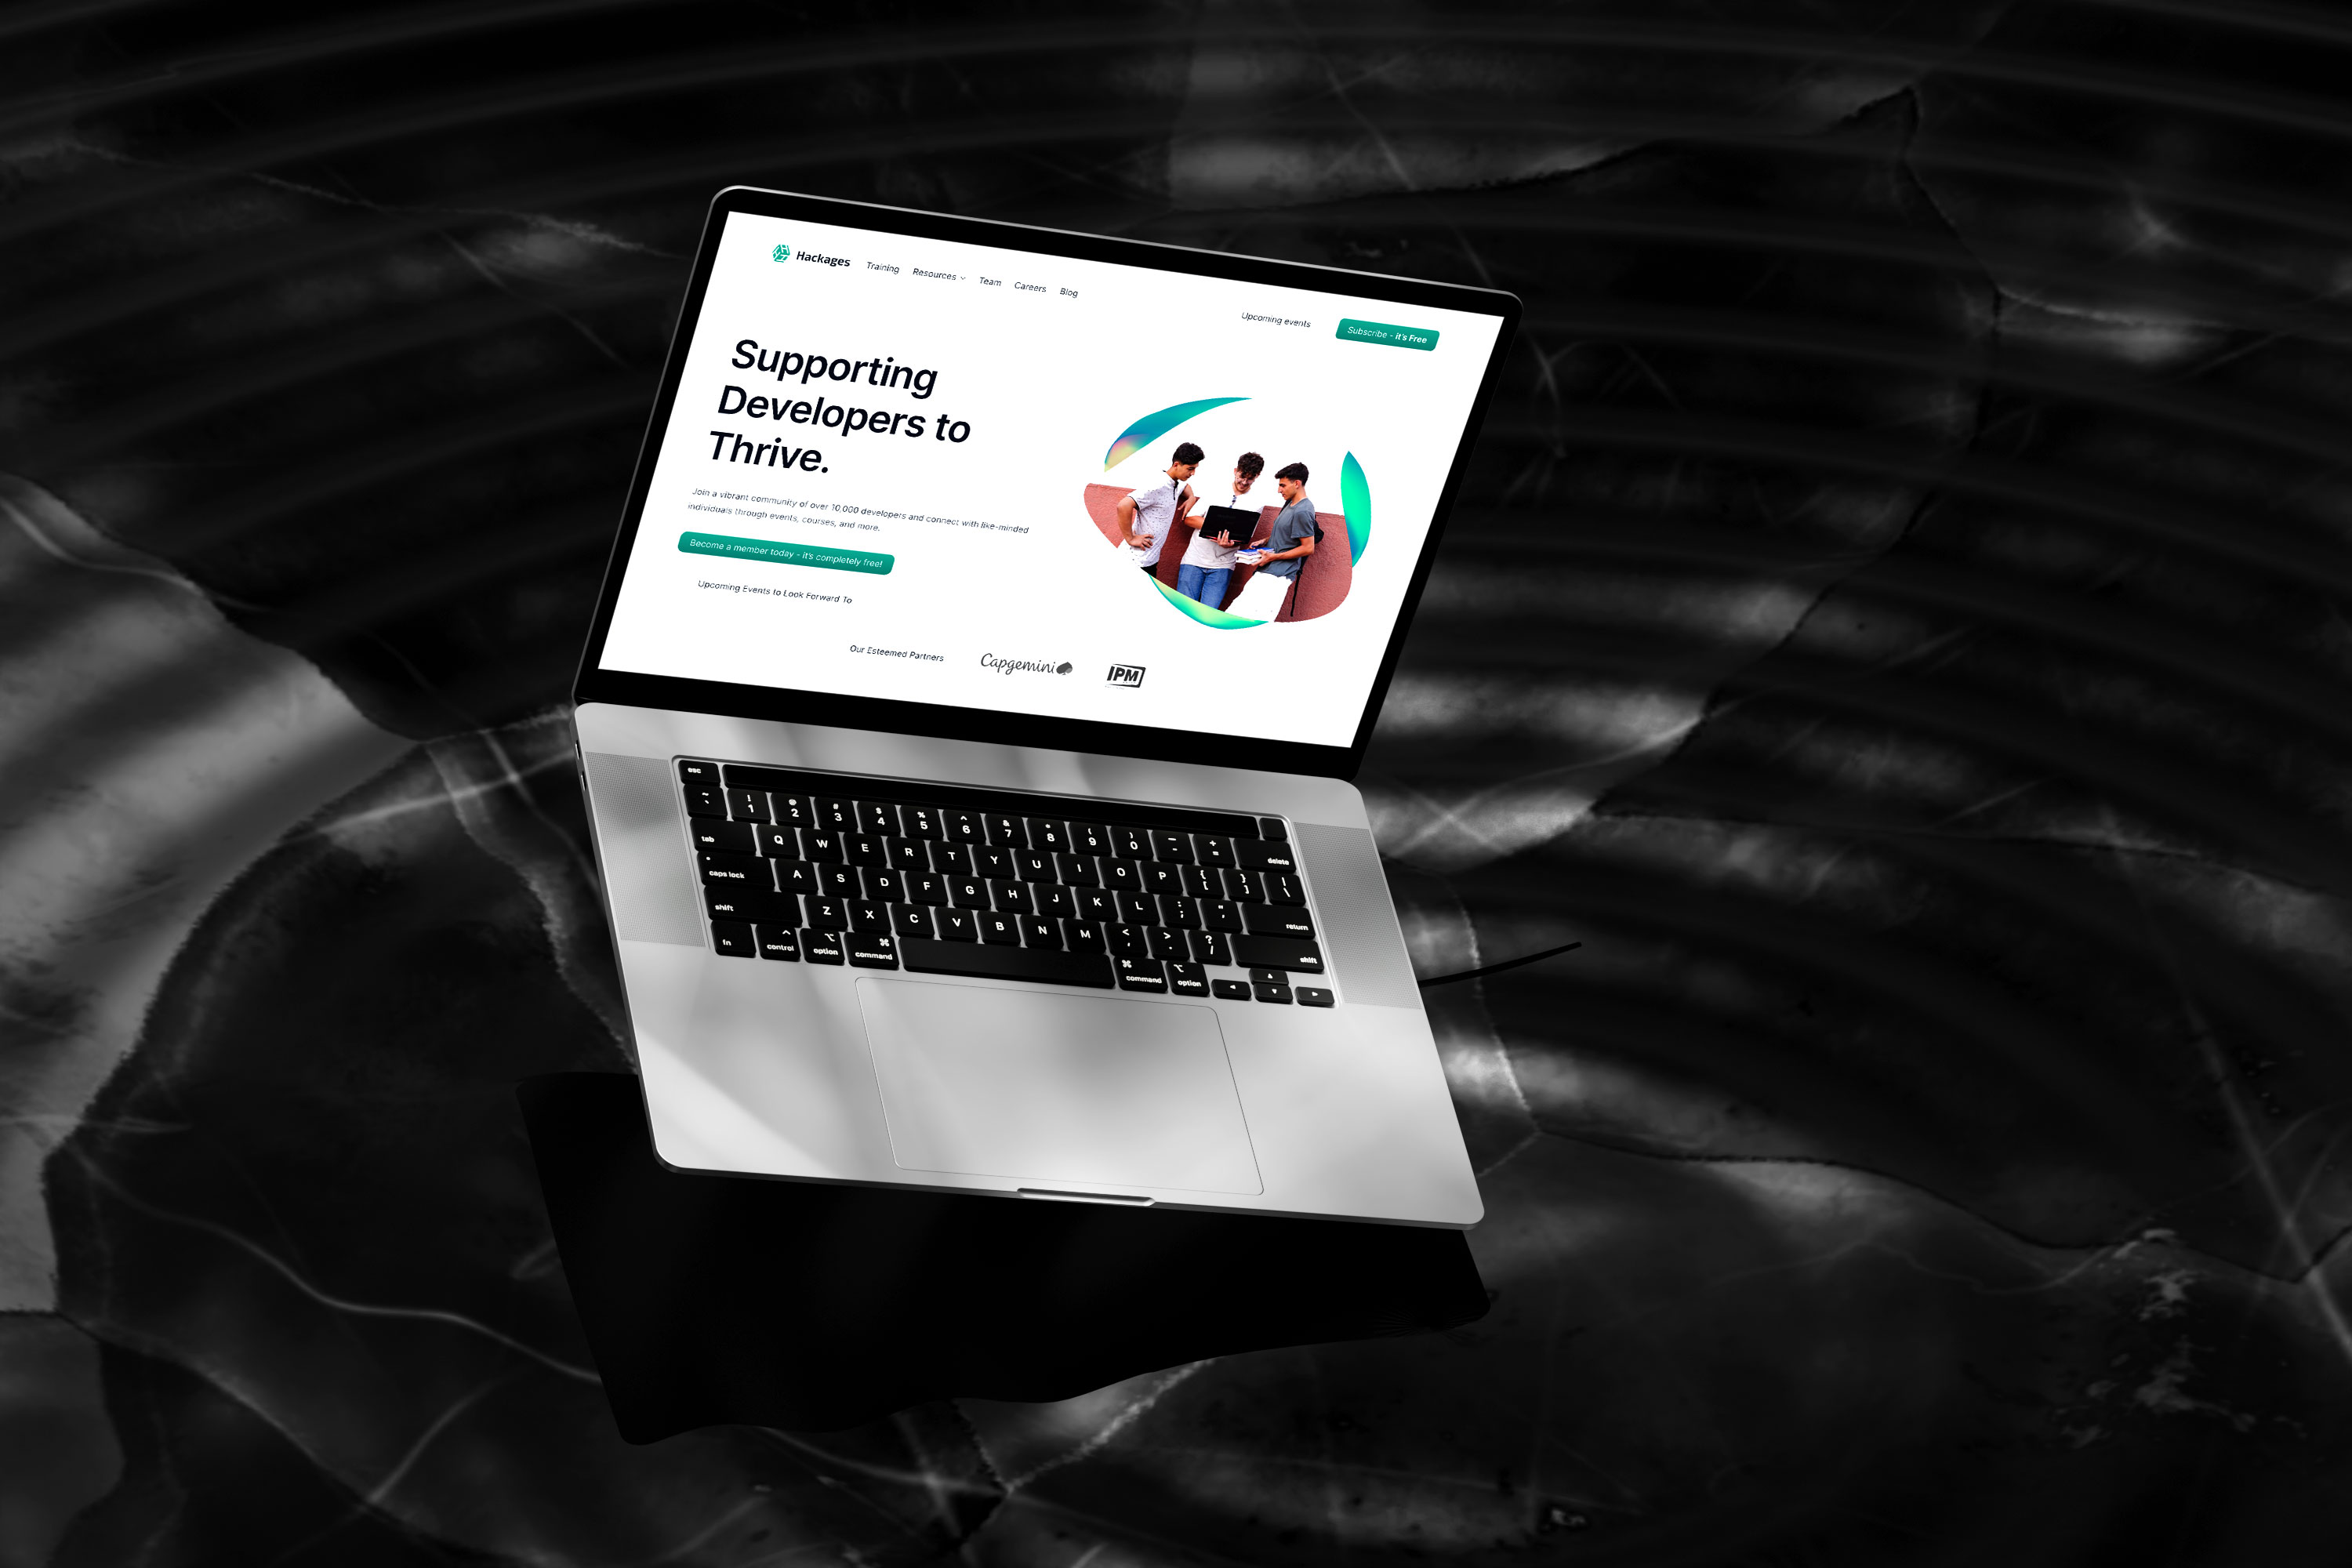 Hackages Training Resources Team Careers Blog
Upcoming events Subscribe - it's Free
Supporting
Developers to
Thrive.
Join a vibrant community of over 10,000 developers and connect with like-minded
individuals through events, courses, and more.
Become a member today - it's completely free!
Upcoming Events to Look Forward To
Our Esteemed Partners Capgemini IPM
esc
~ ! @ # $ % ^ & * ( ) — +
` 1 2 3 4 5 6 7 8 9 0 - = delete
tab Q W E R T Y U I O P { [ } ] | \
caps lock A S D F G H J K L : ; " ' return
shift Z X C V B N M < , > . ? / shift
fn ^ control ⌥ option ⌘ command ⌘ command ⌥ option ◀ ▲ ▼ ▶